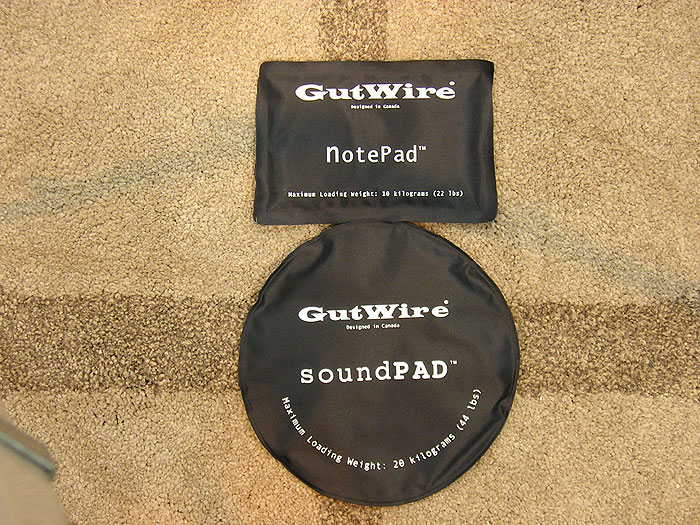 GutWire®
Designed in Canada
notePad™
Maximum Loading Weight: 10 kilograms (22 lbs)
GutWire®
Designed in Canada
soundPAD™
Maximum Loading Weight: 20 kilograms (44 lbs)